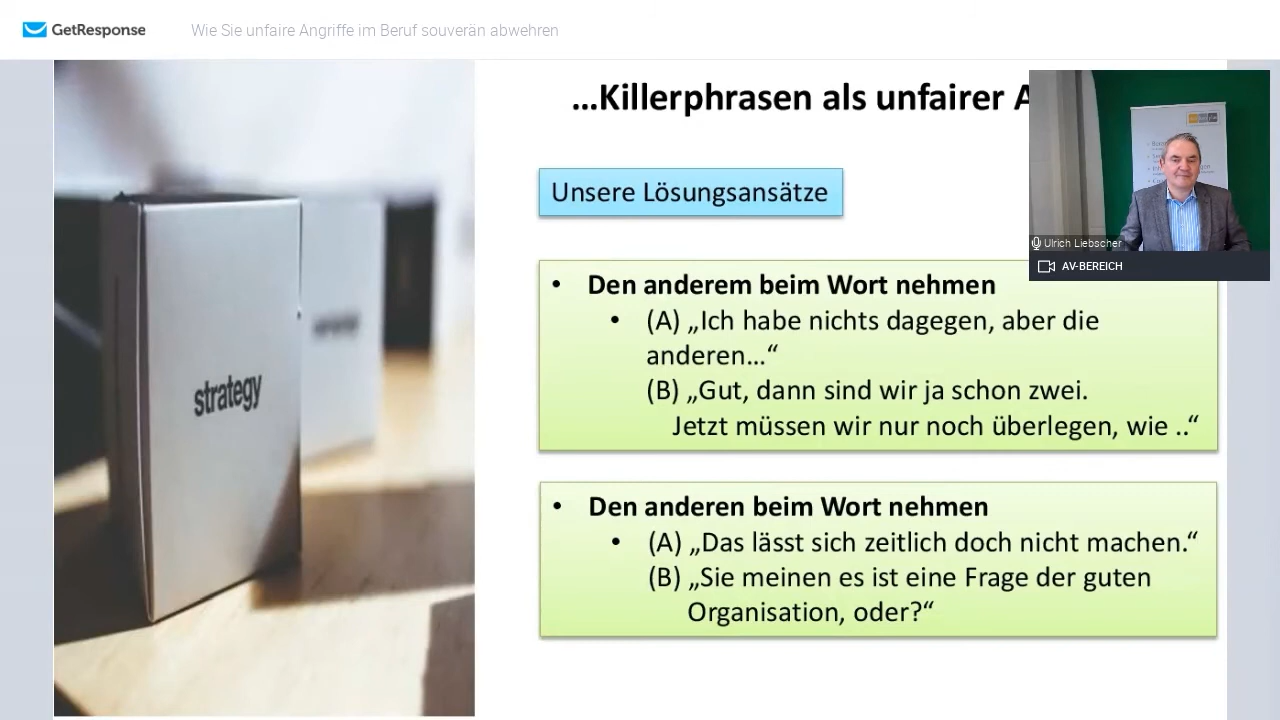 GetResponse
Wie Sie unfaire Angriffe im Beruf souverän abwehren
...Killerphrasen als unfairer
Unsere Lösungsansätze
Ulrich Liebscher
AV-BEREICH
• Den anderem beim Wort nehmen
• (A) „Ich habe nichts dagegen, aber die
anderen...“
(B) „Gut, dann sind wir ja schon zwei.
Jetzt müssen wir nur noch überlegen, wie ..“
• Den anderen beim Wort nehmen
• (A) „Das lässt sich zeitlich doch nicht machen.“
(B) „Sie meinen es ist eine Frage der guten
Organisation, oder?“
strategy